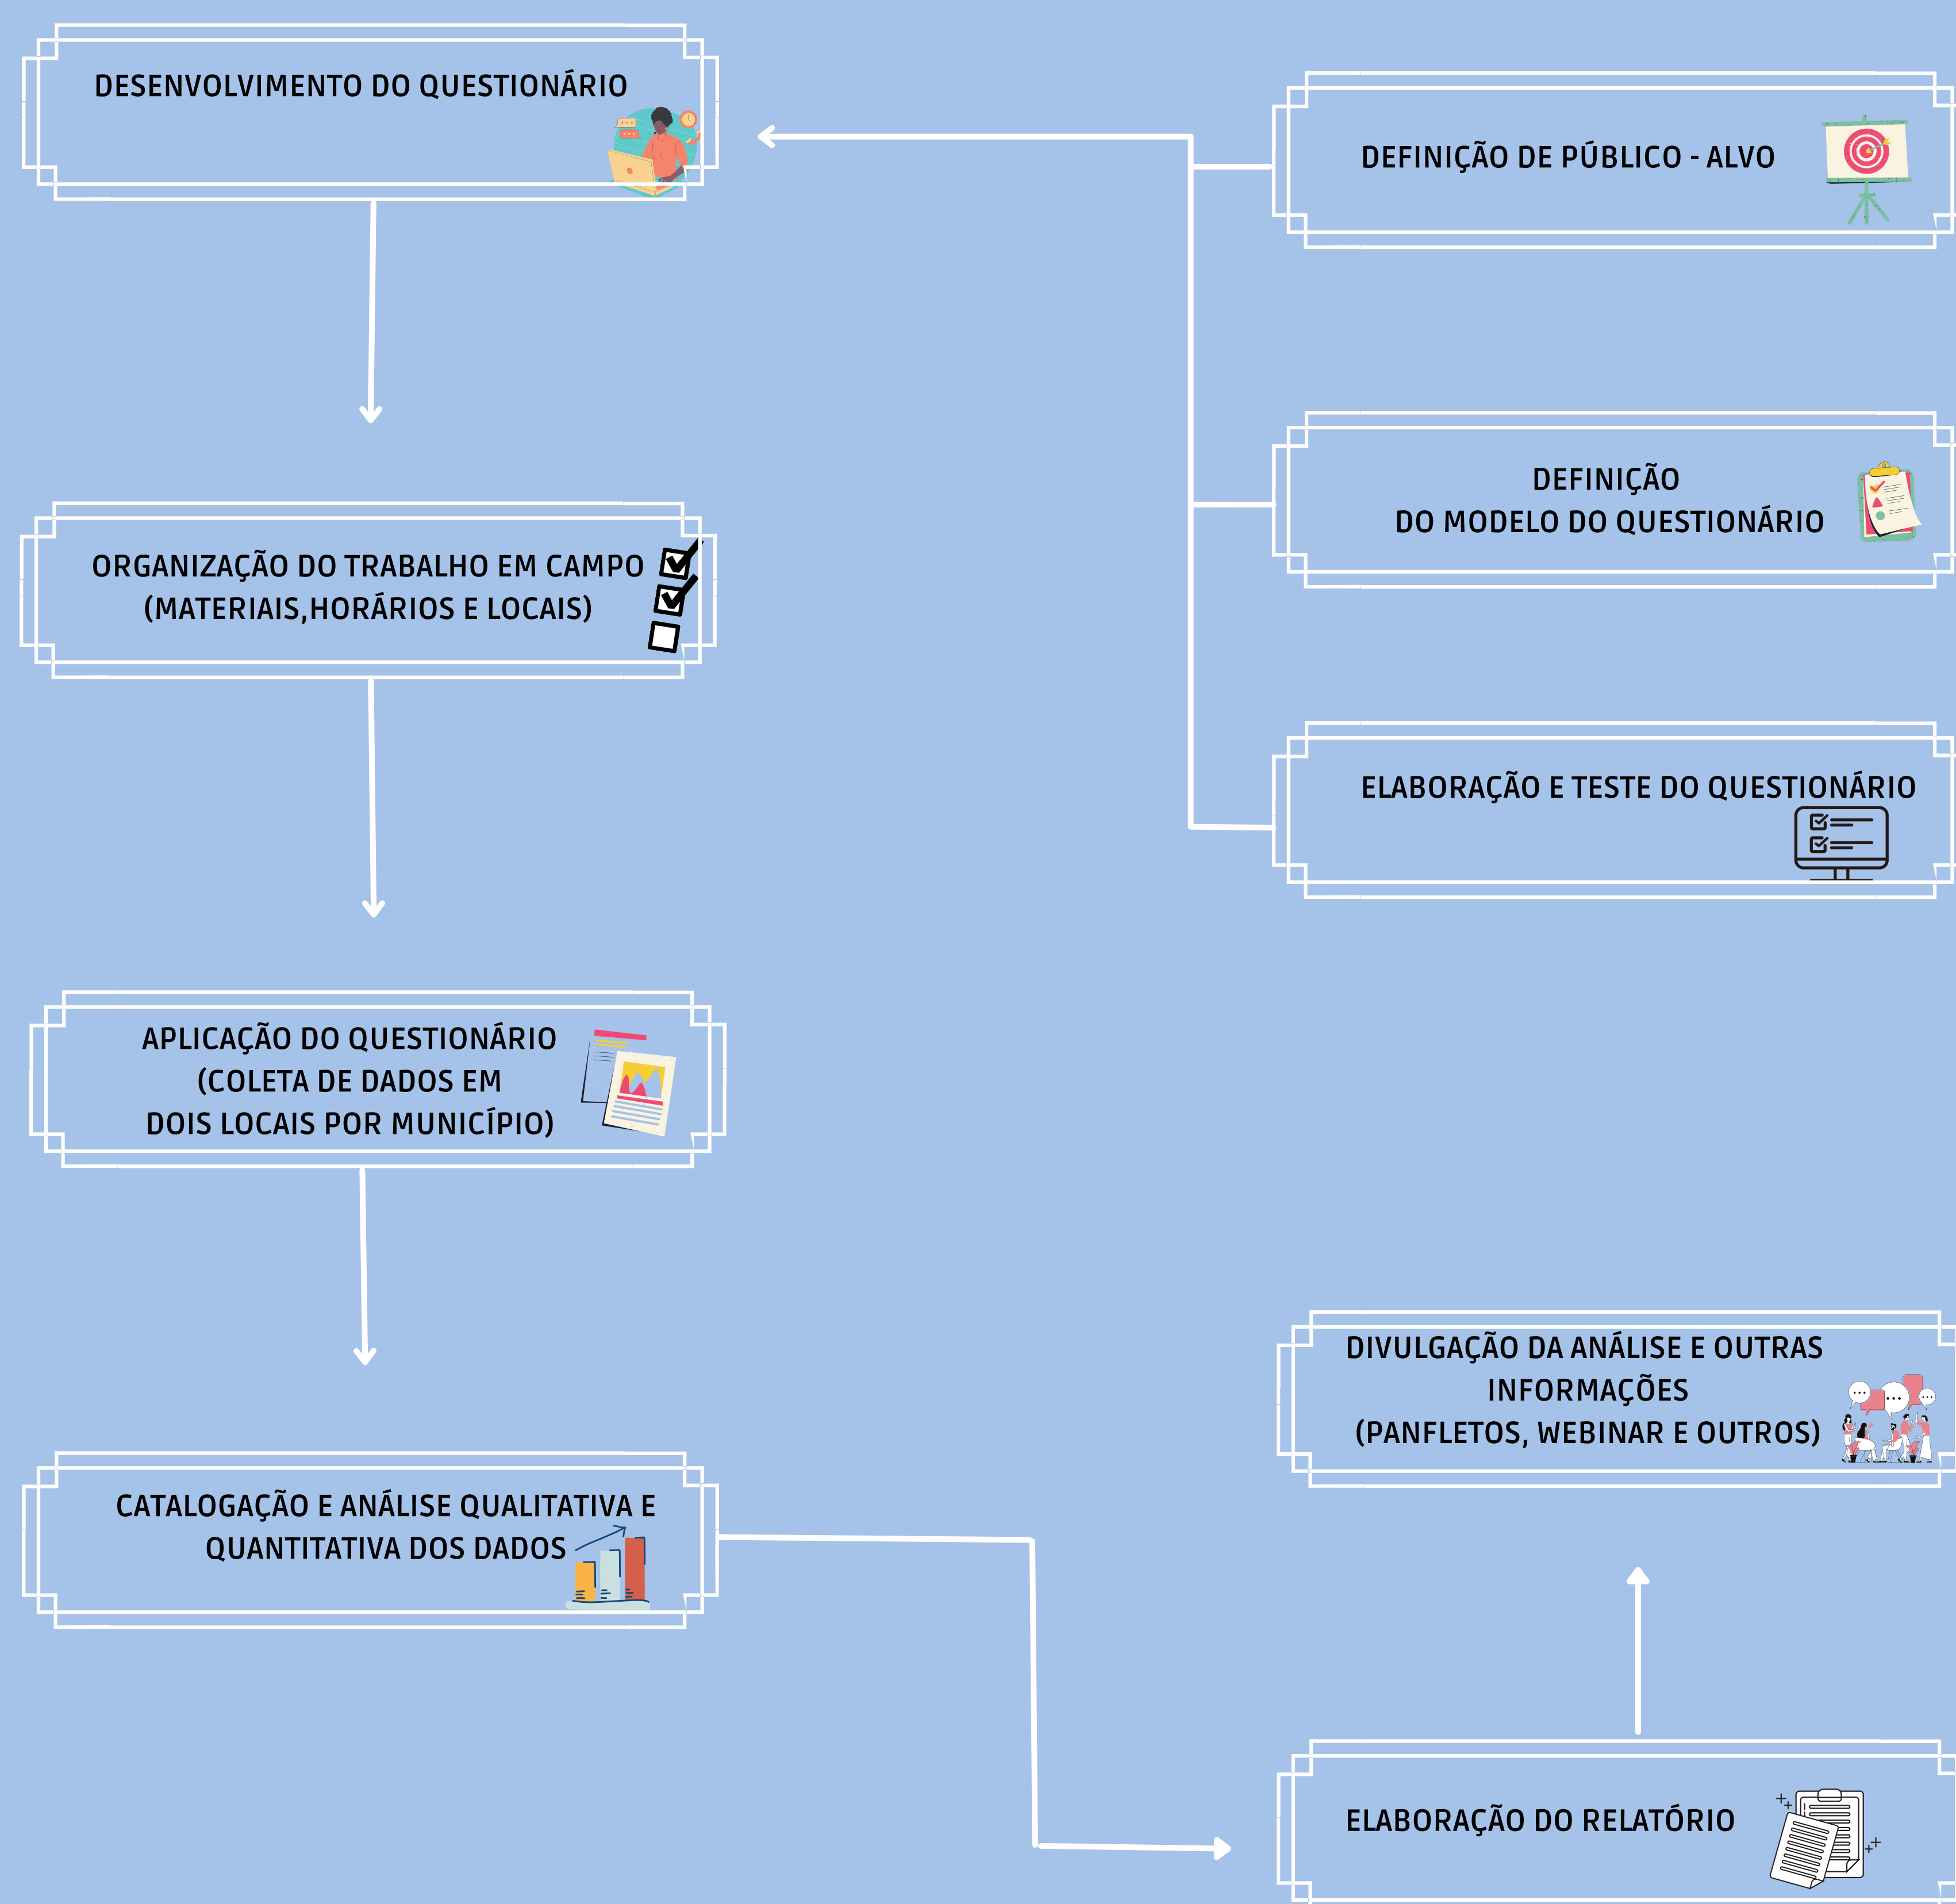 DESENVOLVIMENTO DO QUESTIONÁRIO
DEFINIÇÃO DE PÚBLICO - ALVO
DEFINIÇÃO
DO MODELO DO QUESTIONÁRIO
ORGANIZAÇÃO DO TRABALHO EM CAMPO
(MATERIAIS,HORÁRIOS E LOCAIS)
ELABORAÇÃO E TESTE DO QUESTIONÁRIO
APLICAÇÃO DO QUESTIONÁRIO
(COLETA DE DADOS EM
DOIS LOCAIS POR MUNICÍPIO)
CATALOGAÇÃO E ANÁLISE QUALITATIVA E
QUANTITATIVA DOS DADOS
DIVULGAÇÃO DA ANÁLISE E OUTRAS
INFORMAÇÕES
(PANFLETOS, WEBINAR E OUTROS)
ELABORAÇÃO DO RELATÓRIO